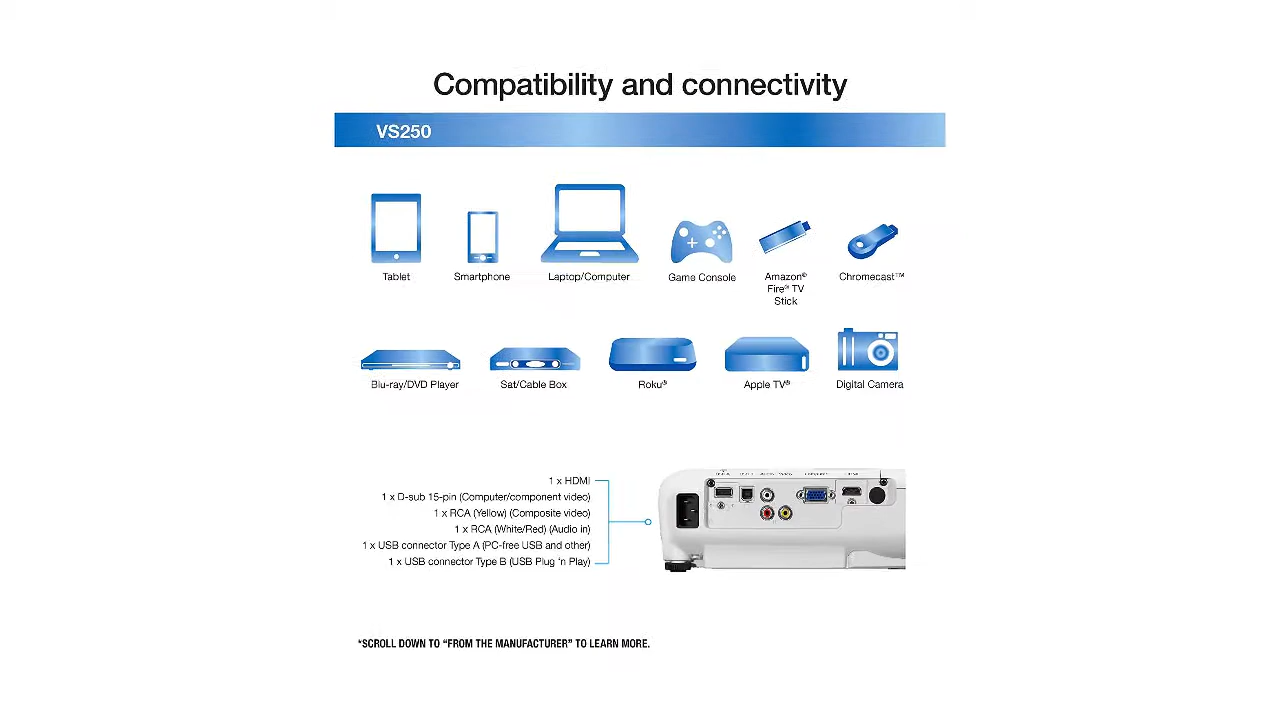 Compatibility and connectivity
VS250
Tablet
Smartphone
Laptop/Computer
Game Console
Amazon®
Fire® TV
Stick
Chromecast™
Blu-ray/DVD Player
Sat/Cable Box
Roku®
Apple TV®
Digital Camera
1 x HDMI
1 x D-sub 15-pin (Computer/component video)
1 x RCA (Yellow) (Composite video)
1 x RCA (White/Red) (Audio in)
1 x USB connector Type A (PC-free USB and other)
1 x USB connector Type B (USB Plug 'n Play)
*SCROLL DOWN TO “FROM THE MANUFACTURER” TO LEARN MORE.